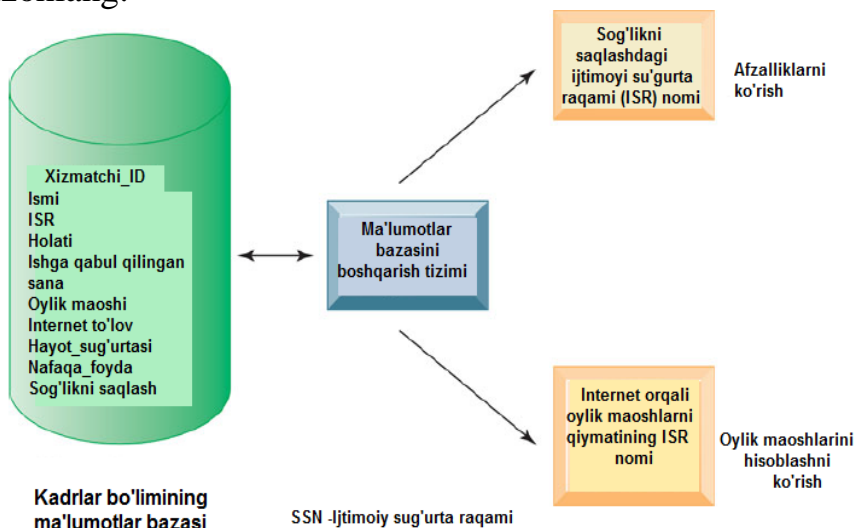 Xizmatchi_ID
Ismi
ISR
Holati
Ishga qabul qilingan
sana
Oylik maoshi
Internet to'lov
Hayot_sug'urtasi
Nafaqa_foyda
Sog'likni saqlash
Kadrlar bo'limining
ma'lumotlar bazasi
Ma'lumotlar
bazasini
boshqarish tizimi
Sog'likni
saqlashdagi
ijtimoyi su'gurta
raqami (ISR) nomi
Afzalliklarni
ko'rish
Internet orqali
oylik maoshlarni
qiymatining ISR
nomi
Oylik maoshlarini
hisoblashni
ko'rish
SSN -Ijtimoiy sug'urta raqami